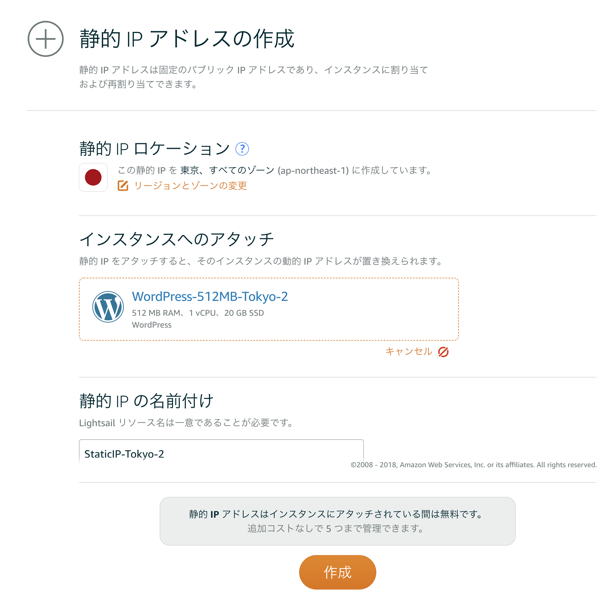 静的 IP アドレスの作成
静的 IP アドレスは固定のパブリック IP アドレスであり、インスタンスに割り当て
および再割り当てできます。
静的 IP ロケーション ?
この静的 IP を 東京、すべてのゾーン (ap-northeast-1) に作成しています。
リージョンとゾーンの変更
インスタンスへのアタッチ
静的 IP をアタッチすると、そのインスタンスの動的 IP アドレスが置き換えられます。
WordPress-512MB-Tokyo-2
512 MB RAM、1 vCPU、20 GB SSD
WordPress
キャンセル
静的 IP の名前付け
Lightsail リソース名は一意であることが必要です。
StaticIP-Tokyo-2
©2008 - 2018, Amazon Web Services, Inc. or its affiliates. All rights reserved.
静的 IP アドレスはインスタンスにアタッチされている間は無料です。
追加コストなしで 5 つまで管理できます。
作成